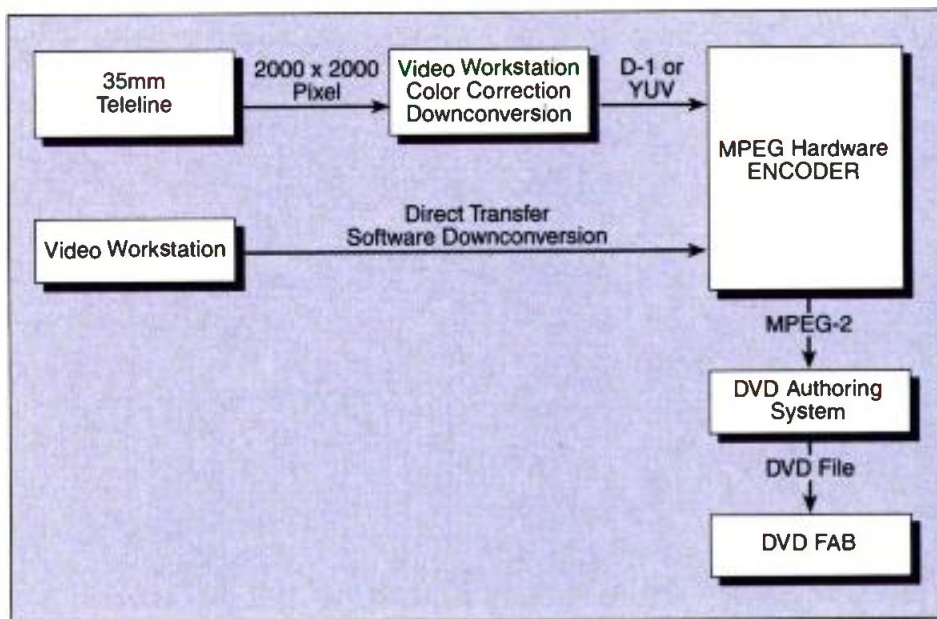 35mm
Teleline
2000 x 2000
Pixel
Video Workstation
Color Correction
Downconversion
D-1 or
YUV
MPEG Hardware
ENCODER
Video Workstation
Direct Transfer
Software Downconversion
MPEG-2
DVD Authoring
System
DVD File
DVD FAB